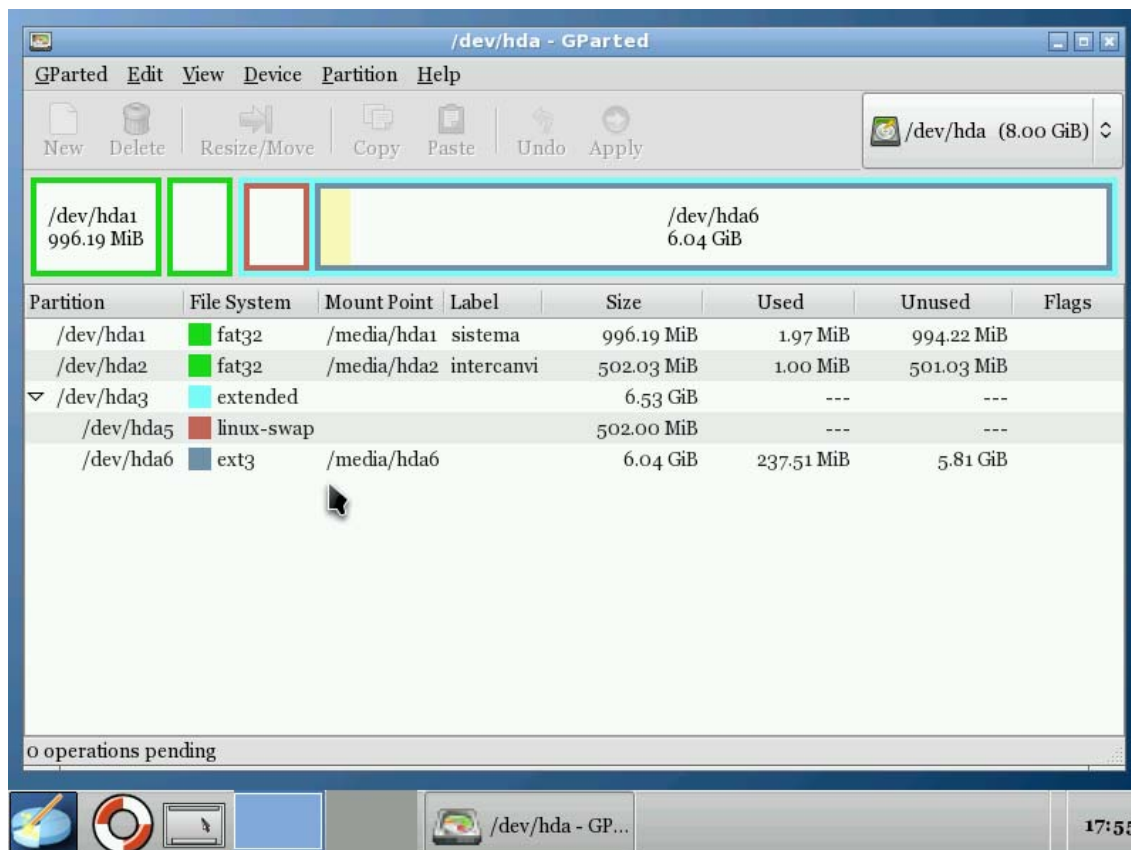 /dev/hda - GParted
GParted Edit View Device Partition Help
New Delete Resize/Move Copy Paste Undo Apply /dev/hda (8.00 GiB)
/dev/hda1
996.19 MiB
/dev/hda6
6.04 GiB
Partition File System Mount Point Label Size Used Unused Flags
/dev/hda1 fat32 /media/hda1 sistema 996.19 MiB 1.97 MiB 994.22 MiB
/dev/hda2 fat32 /media/hda2 intercanvi 502.03 MiB 1.00 MiB 501.03 MiB
/dev/hda3 extended 6.53 GiB --- ---
/dev/hda5 linux-swap 502.00 MiB --- ---
/dev/hda6 ext3 /media/hda6 6.04 GiB 237.51 MiB 5.81 GiB
0 operations pending
/dev/hda - GP... 17:55